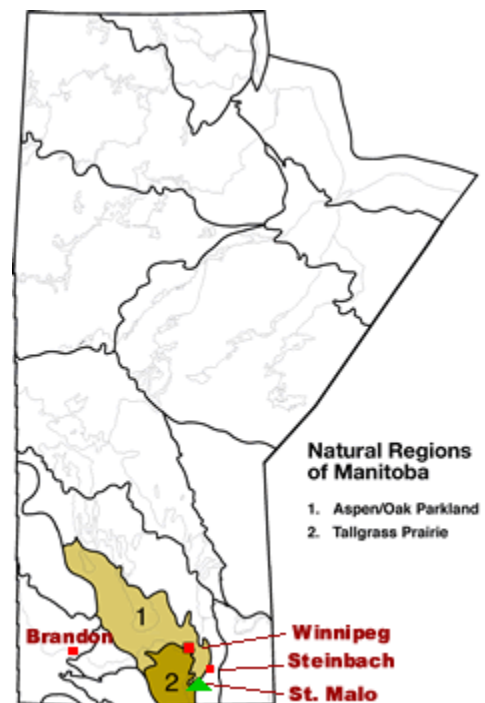 Natural Regions
of Manitoba
1. Aspen/Oak Parkland
2. Tallgrass Prairie
1
Brandon
Winnipeg
Steinbach
2
St. Malo